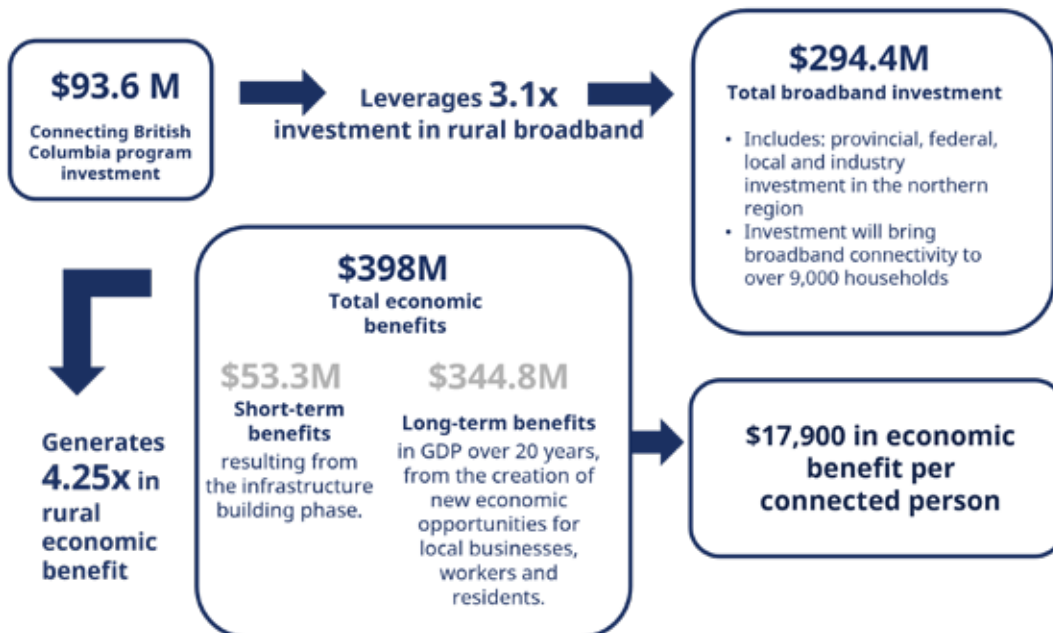 $93.6 M
Connecting British
Columbia program
investment
Leverages 3.1x
investment in rural broadband
$294.4M
Total broadband investment
• Includes: provincial, federal,
local and industry
investment in the northern
region
• Investment will bring
broadband connectivity to
over 9,000 households
Generates
4.25x in
rural
economic
benefit
$398M
Total economic
benefits
$53.3M
Short-term
benefits
resulting from
the infrastructure
building phase.
$344.8M
Long-term benefits
in GDP over 20 years,
from the creation of
new economic
opportunities for
local businesses,
workers and
residents.
$17,900 in economic
benefit per
connected person